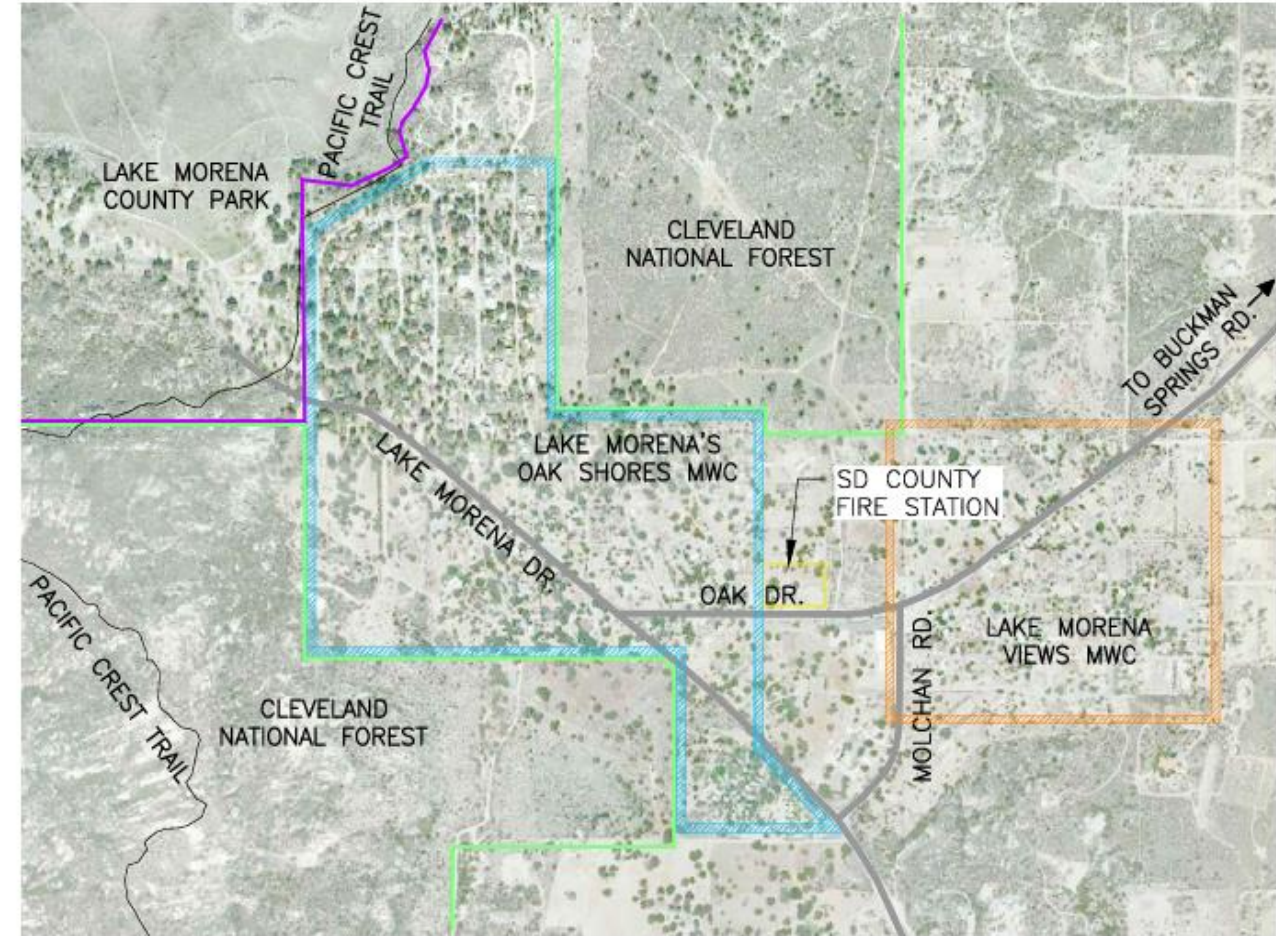 PACIFIC CREST
TRAIL
LAKE MORENA
COUNTY PARK
CLEVELAND
NATIONAL FOREST
TO BUCKMAN
SPRINGS RD.
LAKE MORENA'S
OAK SHORES MWC
LAKE MORENA DR.
SD COUNTY
FIRE STATION
OAK DR.
PACIFIC CREST TRAIL
MOLCHAN RD.
LAKE MORENA
VIEWS MWC
CLEVELAND
NATIONAL FOREST